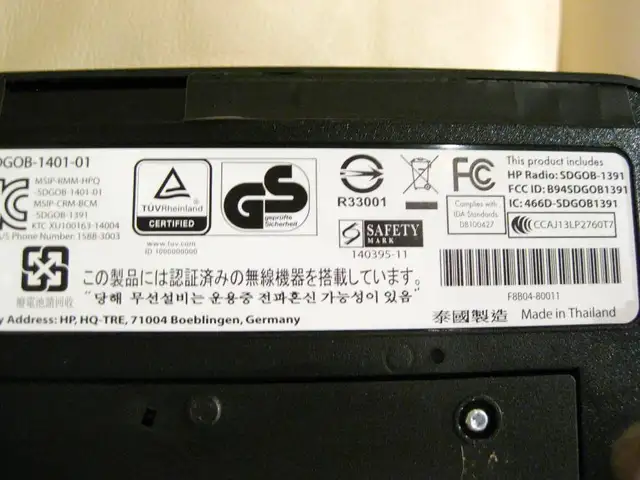 DGOB-1401-01
MSIP-RMM-HPQ
-SDGOB-1401-01
MSIP-CRM-BCM
-SDGOB-1391
KTC XU100163-14004
/S Phone Number: 1588-3003
廢電池請回收
TÜVRheinland
CERTIFIED
www.tuv.com
ID 1000000000
GS
geprüfte
Sicherheit
R33001
SAFETY
MARK
140395-11
FC
Complies with
IDA Standards
DB100427
This product includes
HP Radio: SDGOB-1391
FCC ID: B94SDGOB1391
IC: 466D-SDGOB1391
CCAJ13LP2760T7
この製品には認証済みの無線機器を搭載しています。
"당해 무선설비는 운용중 전파혼신 가능성이 있음"
y Address: HP, HQ-TRE, 71004 Boeblingen, Germany
F8B04-80011
泰國製造 Made in Thailand